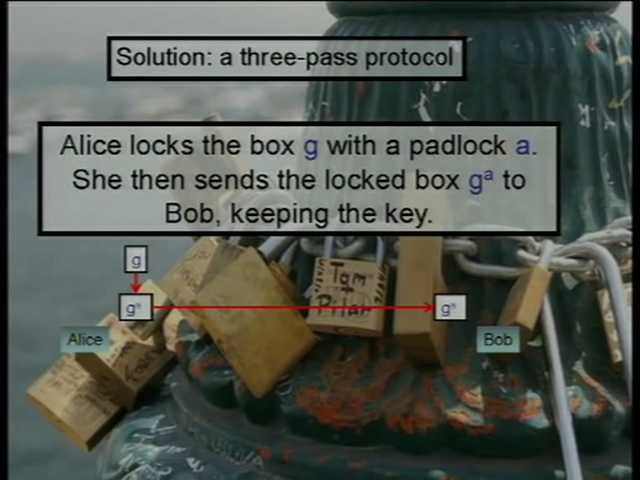 Solution: a three-pass protocol
Alice locks the box g with a padlock a.
She then sends the locked box gᵃ to
Bob, keeping the key.
g
gᵃ
gᵃ
Alice
Bob
Tom